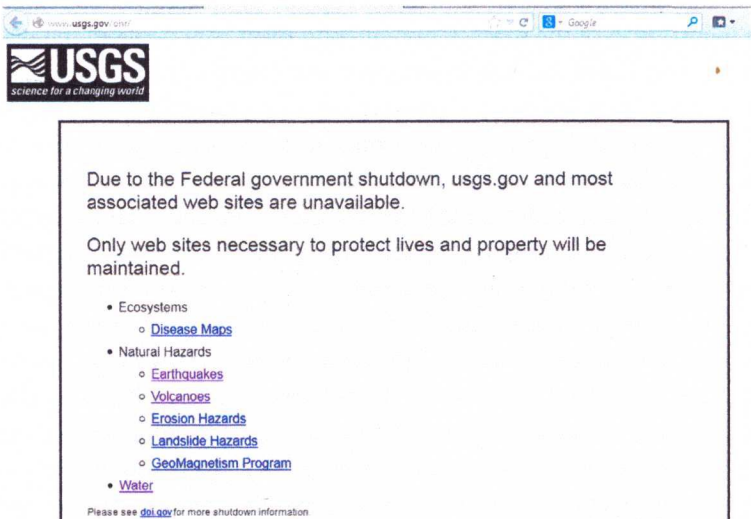 www.usgs.gov
Google
USGS
science for a changing world
Due to the Federal government shutdown, usgs.gov and most
associated web sites are unavailable.
Only web sites necessary to protect lives and property will be
maintained.
• Ecosystems
○ Disease Maps
• Natural Hazards
○ Earthquakes
○ Volcanoes
○ Erosion Hazards
○ Landslide Hazards
○ GeoMagnetism Program
• Water
Please see doi.gov for more shutdown information